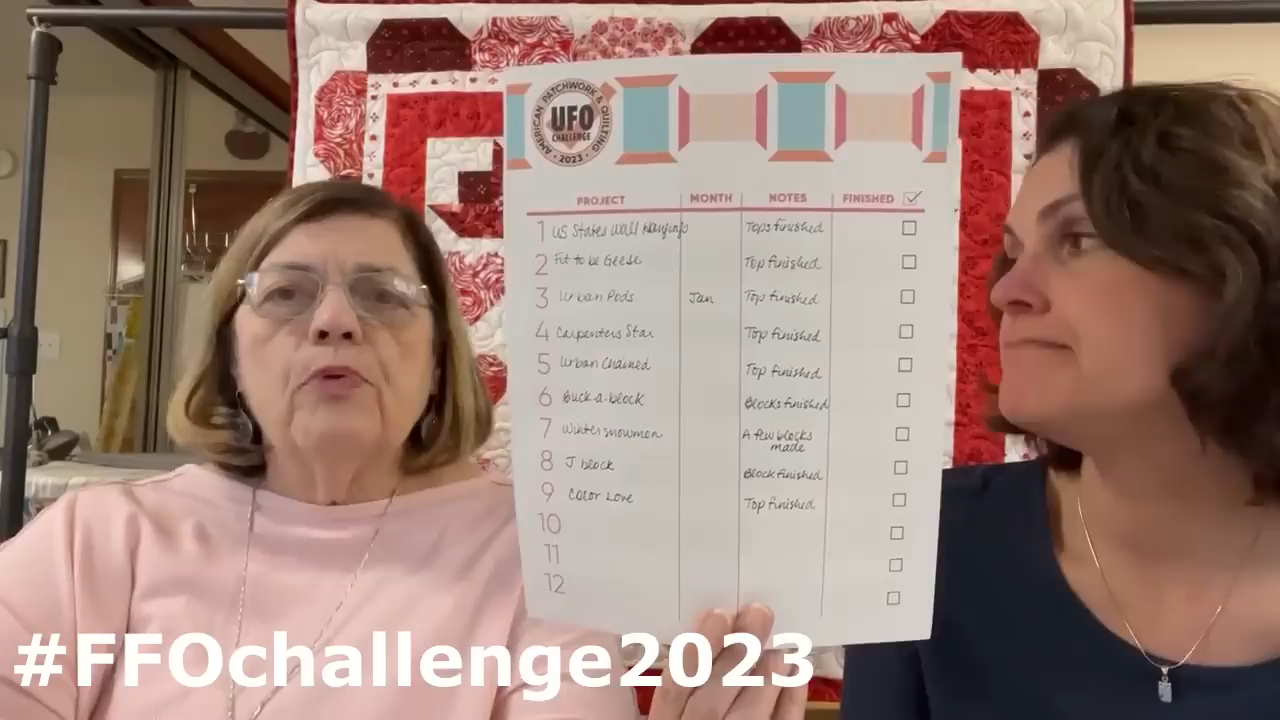 AMERICAN PATCHWORK & QUILTING
UFO
CHALLENGE
• 2023 •
PROJECT MONTH NOTES FINISHED
1 US States Wall Hangings Tops finished
2 Fit to be Geese Top finished
3 Urban Pods Jan Top finished
4 Carpenters Star Top finished
5 Urban Chained Top finished
6 Buck-a-block Blocks finished
7 Winter snowmen A few blocks
made
8 J block Block finished
9 Color Love Top finished
10
11
12
#FFOchallenge2023